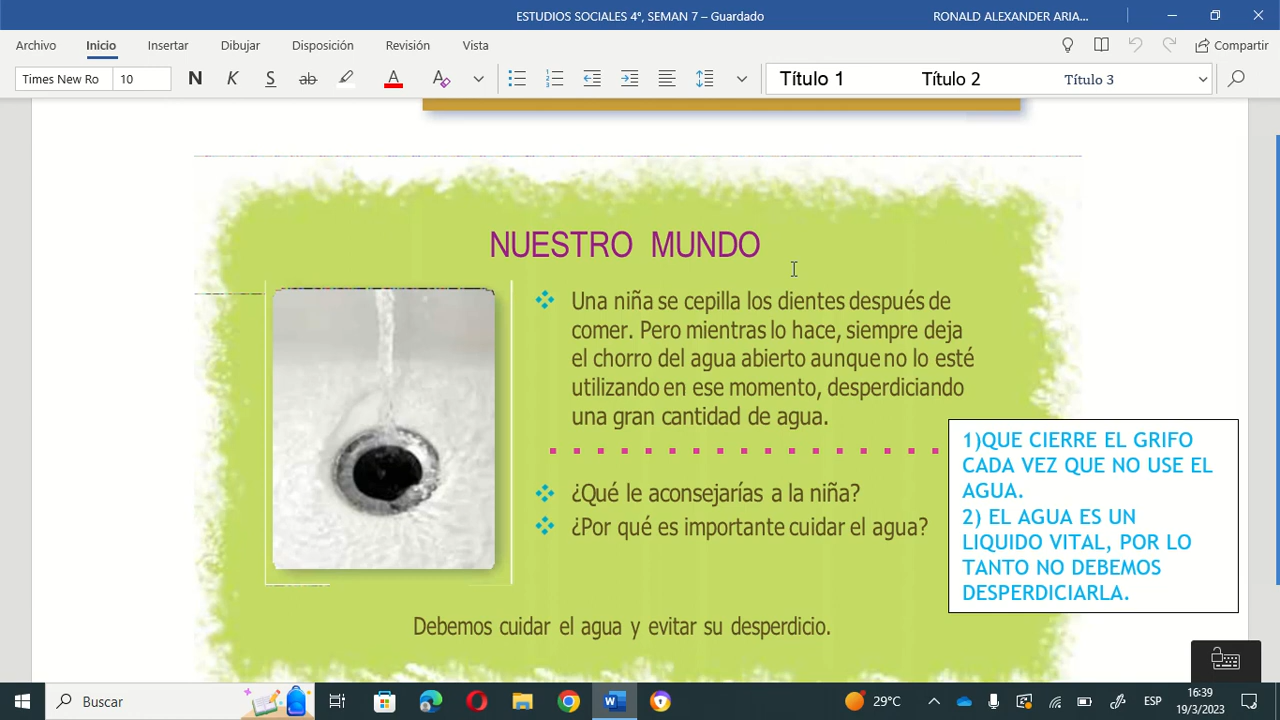 ESTUDIOS SOCIALES 4º, SEMAN 7 – Guardado
RONALD ALEXANDER ARIA...
Archivo Inicio Insertar Dibujar Disposición Revisión Vista
Compartir
Times New Ro 10 N K S ab A A Título 1 Título 2 Título 3
NUESTRO MUNDO
Una niña se cepilla los dientes después de
comer. Pero mientras lo hace, siempre deja
el chorro del agua abierto aunque no lo esté
utilizando en ese momento, desperdiciando
una gran cantidad de agua.
¿Qué le aconsejarías a la niña?
¿Por qué es importante cuidar el agua?
1)QUE CIERRE EL GRIFO
CADA VEZ QUE NO USE EL
AGUA.
2) EL AGUA ES UN
LIQUIDO VITAL, POR LO
TANTO NO DEBEMOS
DESPERDICIARLA.
Debemos cuidar el agua y evitar su desperdicio.
Buscar
29°C
ESP
16:39
19/3/2023